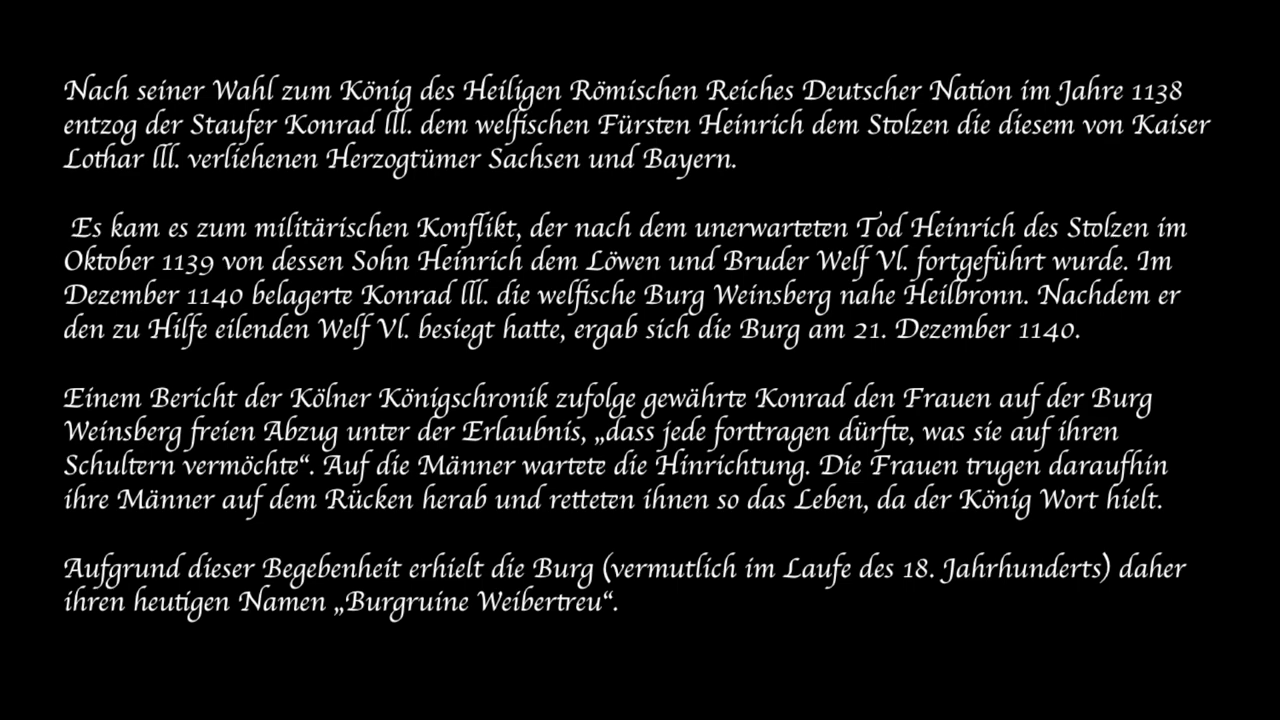 Nach seiner Wahl zum König des Heiligen Römischen Reiches Deutscher Nation im Jahre 1138
entzog der Staufer Konrad lll. dem welfischen Fürsten Heinrich dem Stolzen die diesem von Kaiser
Lothar lll. verliehenen Herzogtümer Sachsen und Bayern.
Es kam es zum militärischen Konflikt, der nach dem unerwarteten Tod Heinrich des Stolzen im
Oktober 1139 von dessen Sohn Heinrich dem Löwen und Bruder Welf Vl. fortgeführt wurde. Im
Dezember 1140 belagerte Konrad lll. die welfische Burg Weinsberg nahe Heilbronn. Nachdem er
den zu Hilfe eilenden Welf Vl. besiegt hatte, ergab sich die Burg am 21. Dezember 1140.
Einem Bericht der Kölner Königschronik zufolge gewährte Konrad den Frauen auf der Burg
Weinsberg freien Abzug unter der Erlaubnis, „dass jede forttragen dürfte, was sie auf ihren
Schultern vermöchte“. Auf die Männer wartete die Hinrichtung. Die Frauen trugen daraufhin
ihre Männer auf dem Rücken herab und retteten ihnen so das Leben, da der König Wort hielt.
Aufgrund dieser Begebenheit erhielt die Burg (vermutlich im Laufe des 18. Jahrhunderts) daher
ihren heutigen Namen „Burgruine Weibertreu“.